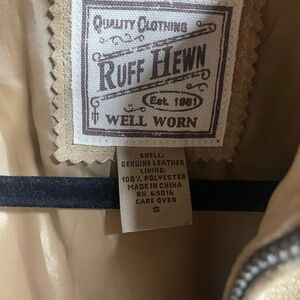 QUALITY CLOTHING
RUFF HEWN
Est. 1981
WELL WORN
SHELL:
GENUINE LEATHER
LINING:
100% POLYESTER
MADE IN CHINA
RN 69016
CARE OVER
S